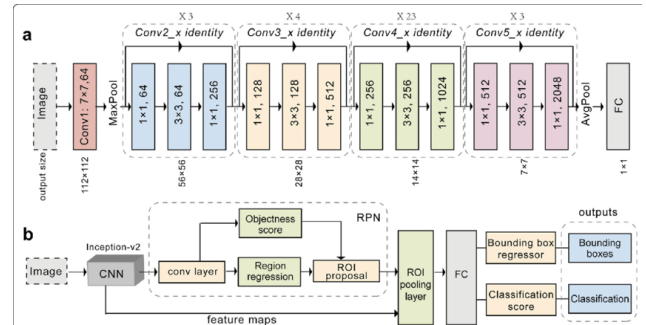 a
X 3
X 4
X 23
X 3
Conv2_x identity
Conv3_x identity
Conv4_x identity
Conv5_x identity
Image
Conv1: 7×7,64
MaxPool
1×1, 64
3×3, 64
1×1, 256
1×1, 128
3×3, 128
1×1, 512
1×1, 256
3×3, 256
1×1, 1024
1×1, 512
3×3, 512
1×1, 2048
AvgPool
FC
output size
112×112
56×56
28×28
14×14
7×7
1×1
b
RPN
outputs
Inception-v2
Image
CNN
conv layer
Objectness
score
Region
regression
ROI
proposal
ROI
pooling
layer
FC
Bounding box
regressor
Bounding
boxes
Classification
score
Classification
feature maps